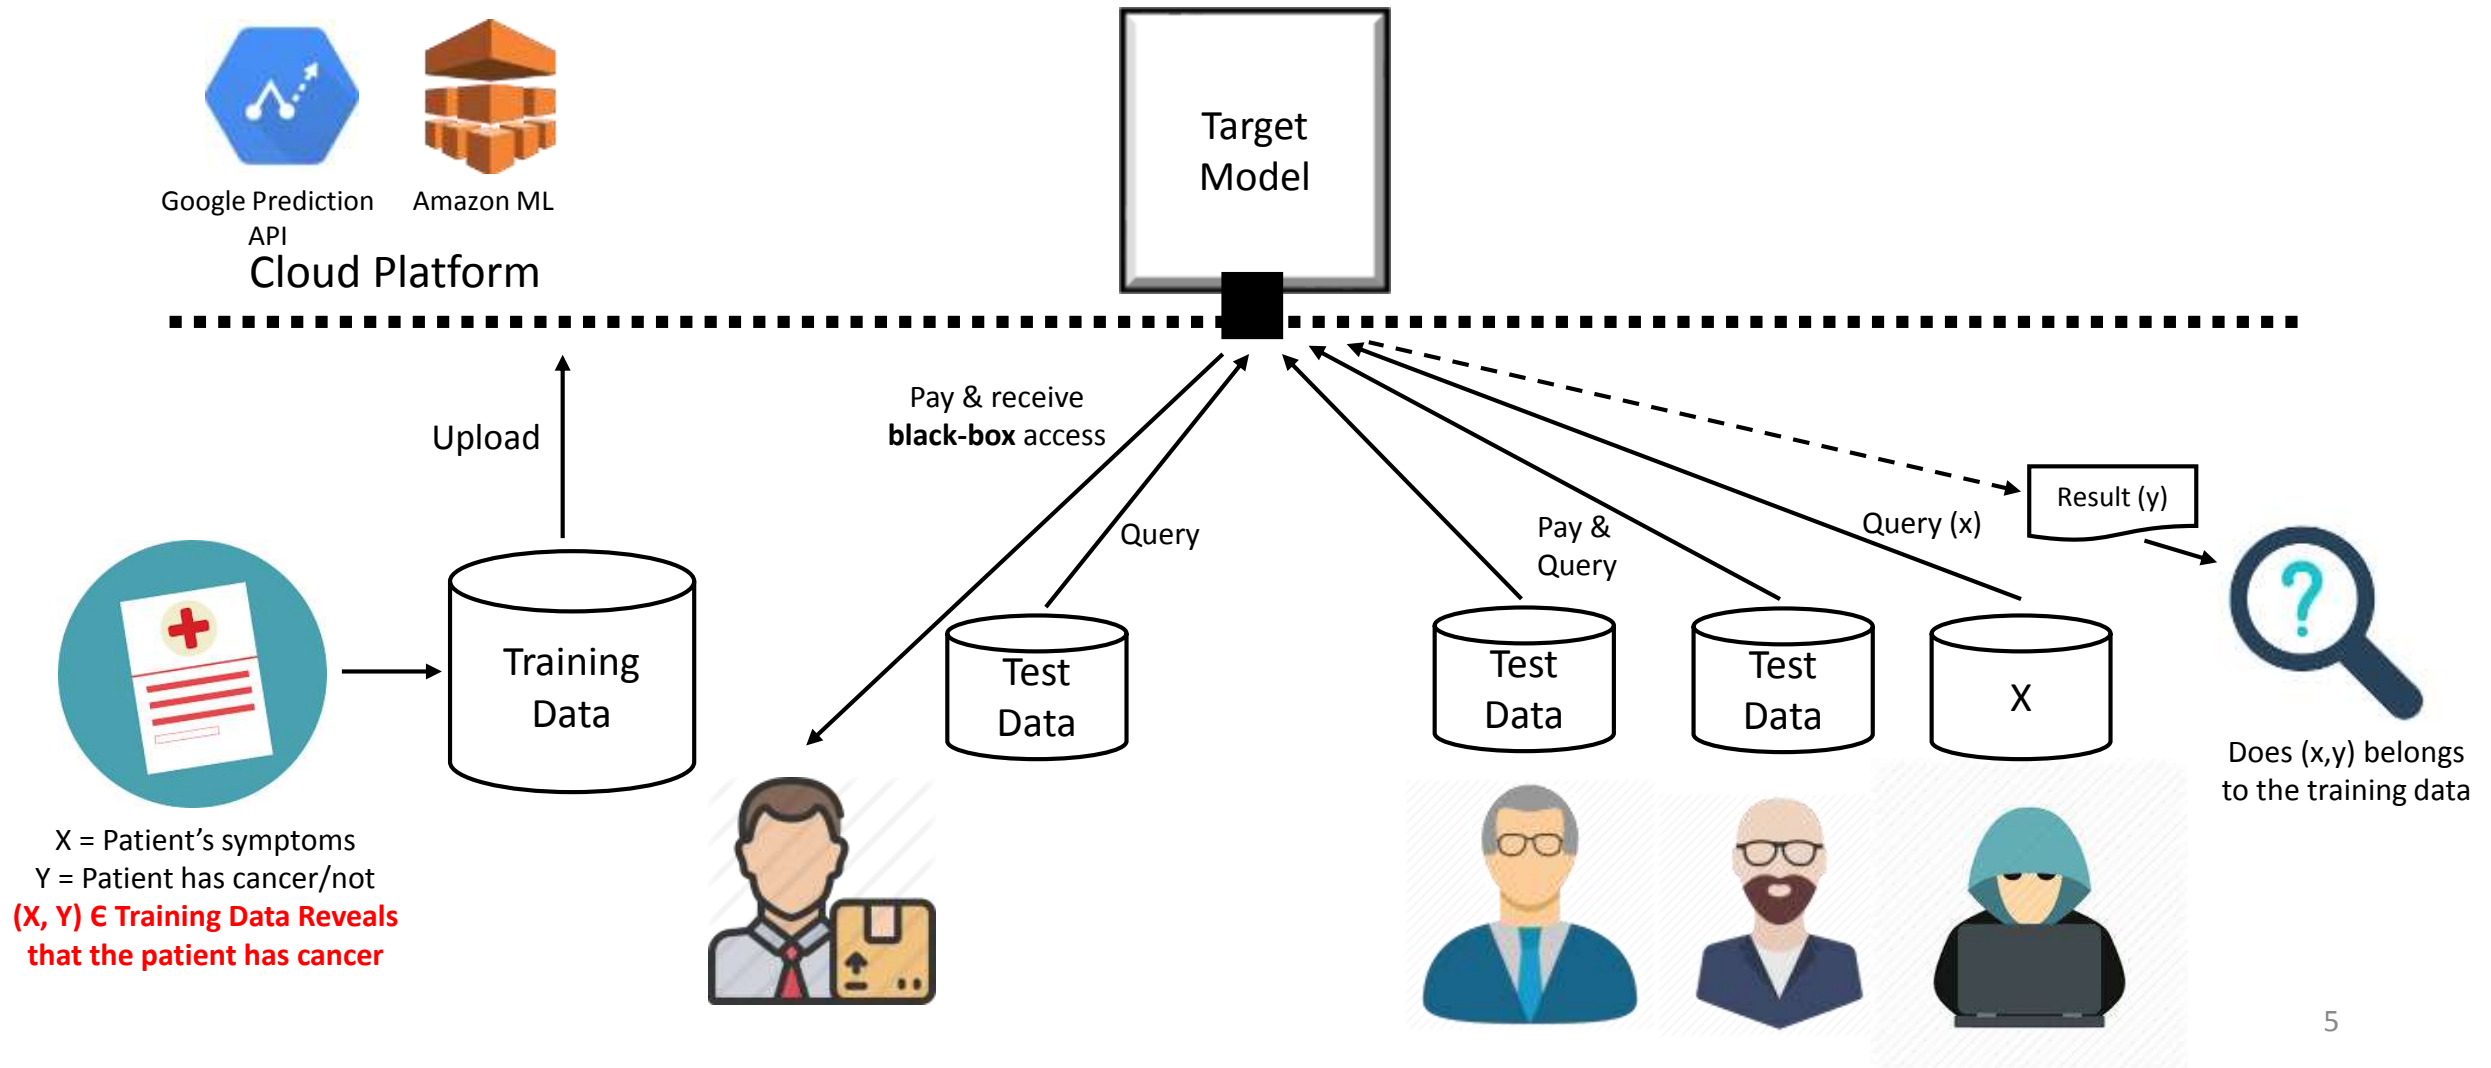 Google Prediction
API
Amazon ML
Cloud Platform
Target
Model
Upload
Pay & receive
black-box access
Query
Pay &
Query
Query (x)
Result (y)
?
Training
Data
Test
Data
Test
Data
Test
Data
X
Does (x,y) belongs
to the training data
X = Patient’s symptoms
Y = Patient has cancer/not
(X, Y) Є Training Data Reveals
that the patient has cancer
5